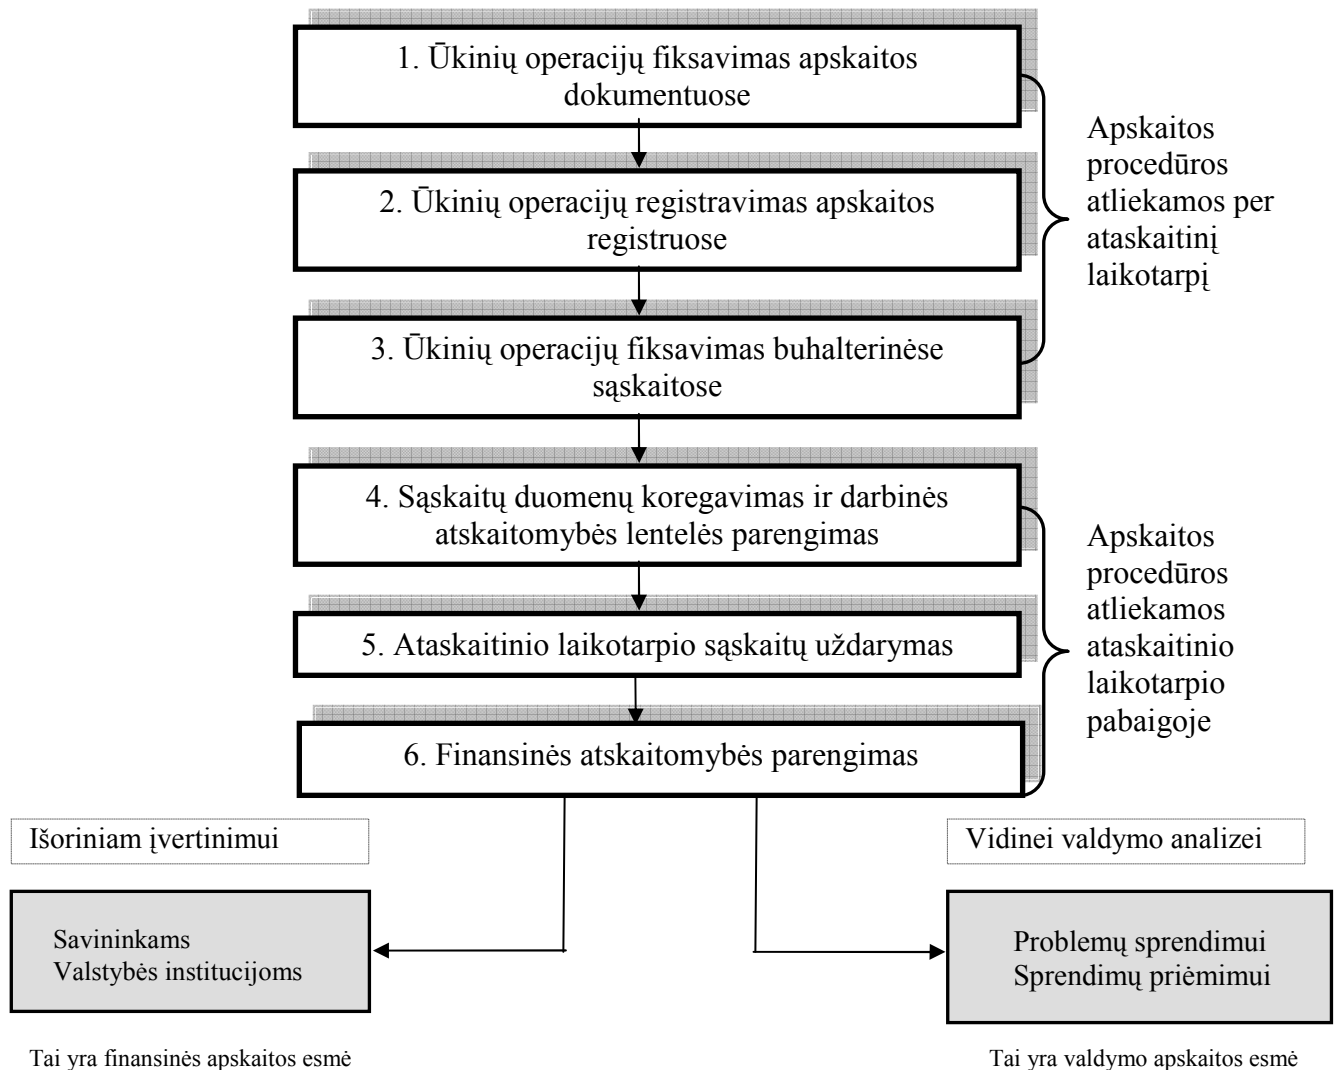 1. Ūkinių operacijų fiksavimas apskaitos
dokumentuose
Apskaitos
procedūros
atliekamos per
ataskaitinį
laikotarpį
2. Ūkinių operacijų registravimas apskaitos
registruose
3. Ūkinių operacijų fiksavimas buhalterinėse
sąskaitose
4. Sąskaitų duomenų koregavimas ir darbinės
atskaitomybės lentelės parengimas
Apskaitos
procedūros
atliekamos
ataskaitinio
laikotarpio
pabaigoje
5. Ataskaitinio laikotarpio sąskaitų uždarymas
6. Finansinės atskaitomybės parengimas
Išoriniam įvertinimui
Vidinei valdymo analizei
Savininkams
Valstybės institucijoms
Problemų sprendimui
Sprendimų priėmimui
Tai yra finansinės apskaitos esmė
Tai yra valdymo apskaitos esmė